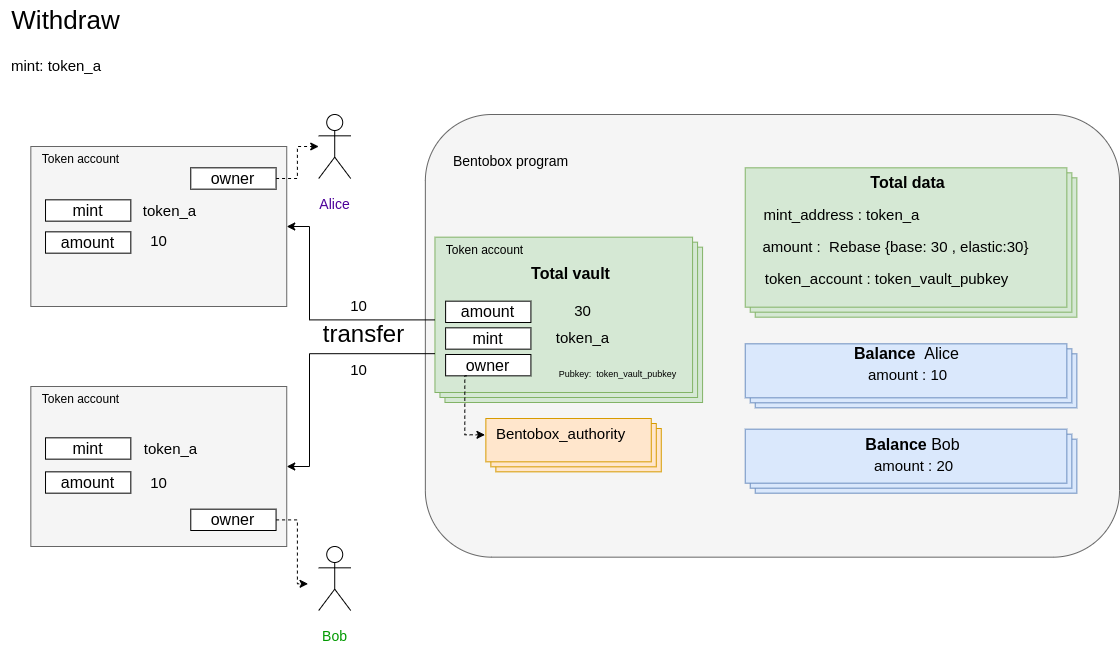 Withdraw
mint: token_a
Token account
owner
mint token_a
amount 10
Alice
10
transfer
10
Token account
mint token_a
amount 10
owner
Bob
Bentobox program
Token account
Total vault
amount 30
mint token_a
owner Pubkey: token_vault_pubkey
Bentobox_authority
Total data
mint_address : token_a
amount : Rebase {base: 30 , elastic:30}
token_account : token_vault_pubkey
Balance Alice
amount : 10
Balance Bob
amount : 20